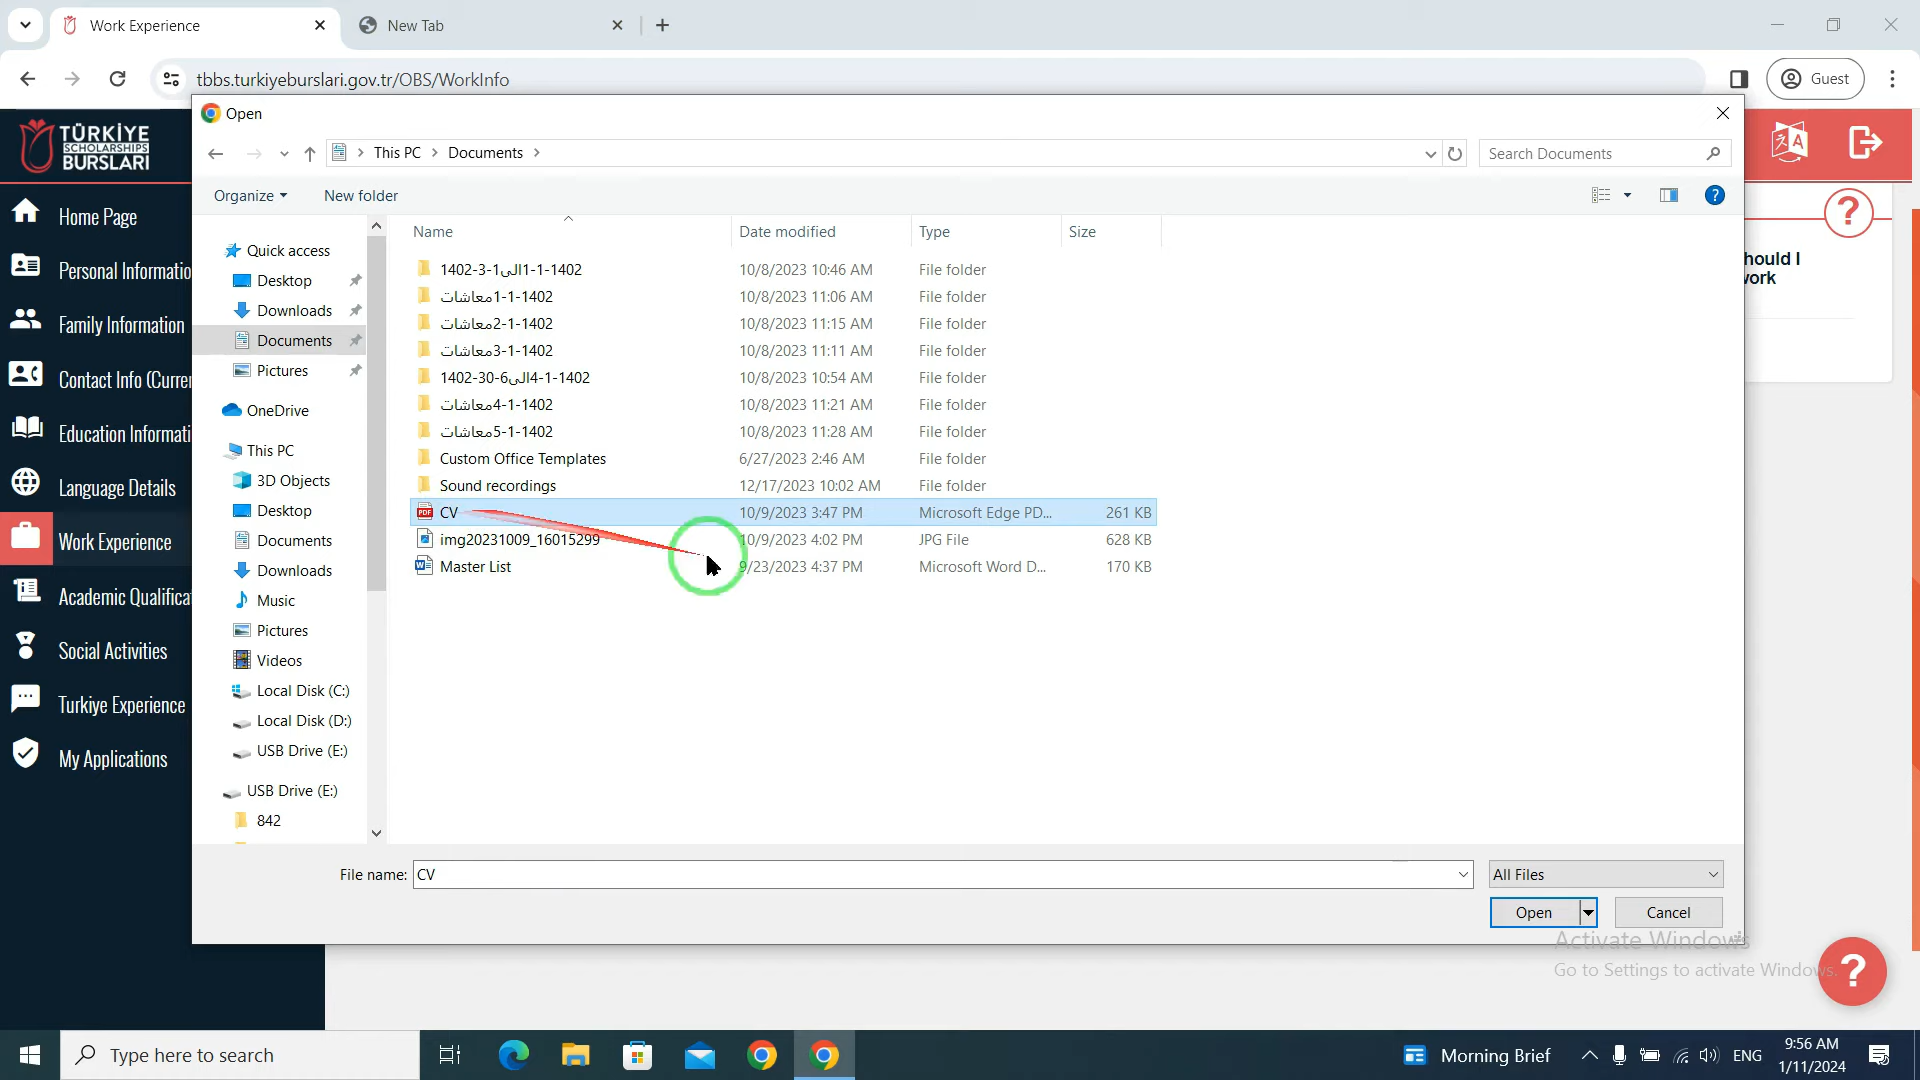 Work Experience
New Tab
tbbs.turkiyeburslari.gov.tr/OBS/WorkInfo
Guest
TÜRKİYE
SCHOLARSHIPS
BURSLARI
Open
This PC > Documents >
Search Documents
Organize
New folder
Name Date modified Type Size
1402-1-1الی1-3-1402 10/8/2023 10:46 AM File folder
معاشات1-1-1402 10/8/2023 11:06 AM File folder
معاشات2-1-1402 10/8/2023 11:15 AM File folder
معاشات3-1-1402 10/8/2023 11:11 AM File folder
1402-1-4الی6-30-1402 10/8/2023 10:54 AM File folder
معاشات4-1-1402 10/8/2023 11:21 AM File folder
معاشات5-1-1402 10/8/2023 11:28 AM File folder
Custom Office Templates 6/27/2023 2:46 AM File folder
Sound recordings 12/17/2023 10:02 AM File folder
CV 10/9/2023 3:47 PM Microsoft Edge PD... 261 KB
img20231009_16015299 10/9/2023 4:02 PM JPG File 628 KB
Master List 9/23/2023 4:37 PM Microsoft Word D... 170 KB
Quick access
Desktop
Downloads
Documents
Pictures
OneDrive
This PC
3D Objects
Desktop
Documents
Downloads
Music
Pictures
Videos
Local Disk (C:)
Local Disk (D:)
USB Drive (E:)
USB Drive (E:)
842
File name: CV
All Files
Open
Cancel
Home Page
Personal Informatio
Family Information
Contact Info (Curre
Education Informati
Language Details
Work Experience
Academic Qualifica
Social Activities
Turkiye Experience
My Applications
hould I
work
Activate Windows
Go to Settings to activate Windows.
Type here to search
Morning Brief
ENG
9:56 AM
1/11/2024